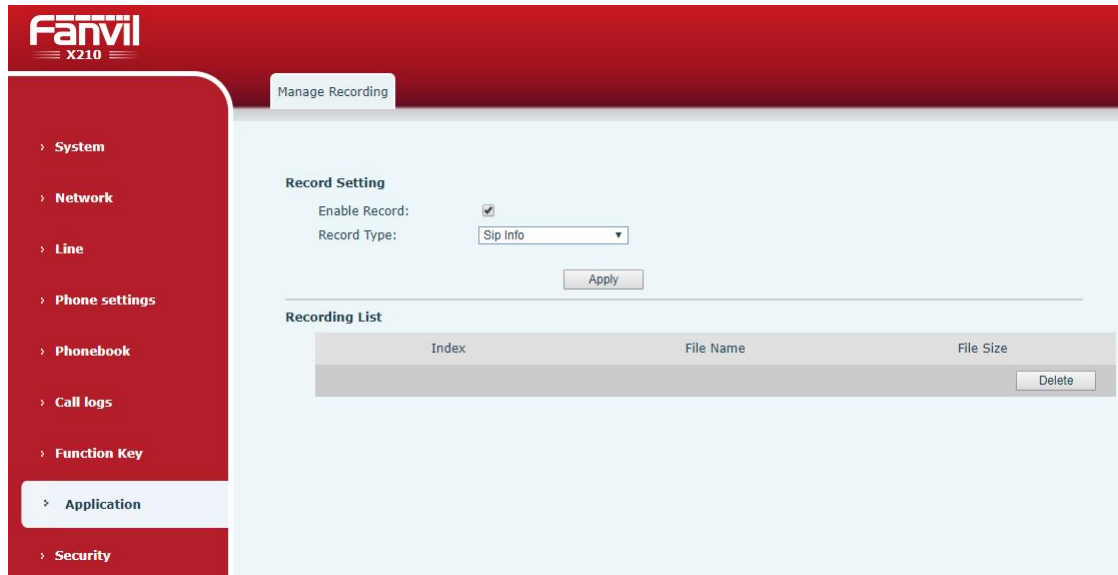 Fanvil
X210
Manage Recording
› System
› Network
› Line
› Phone settings
› Phonebook
› Call logs
› Function Key
› Application
› Security
Record Setting
Enable Record:
Record Type: Sip Info
Apply
Recording List
Index File Name File Size
Delete